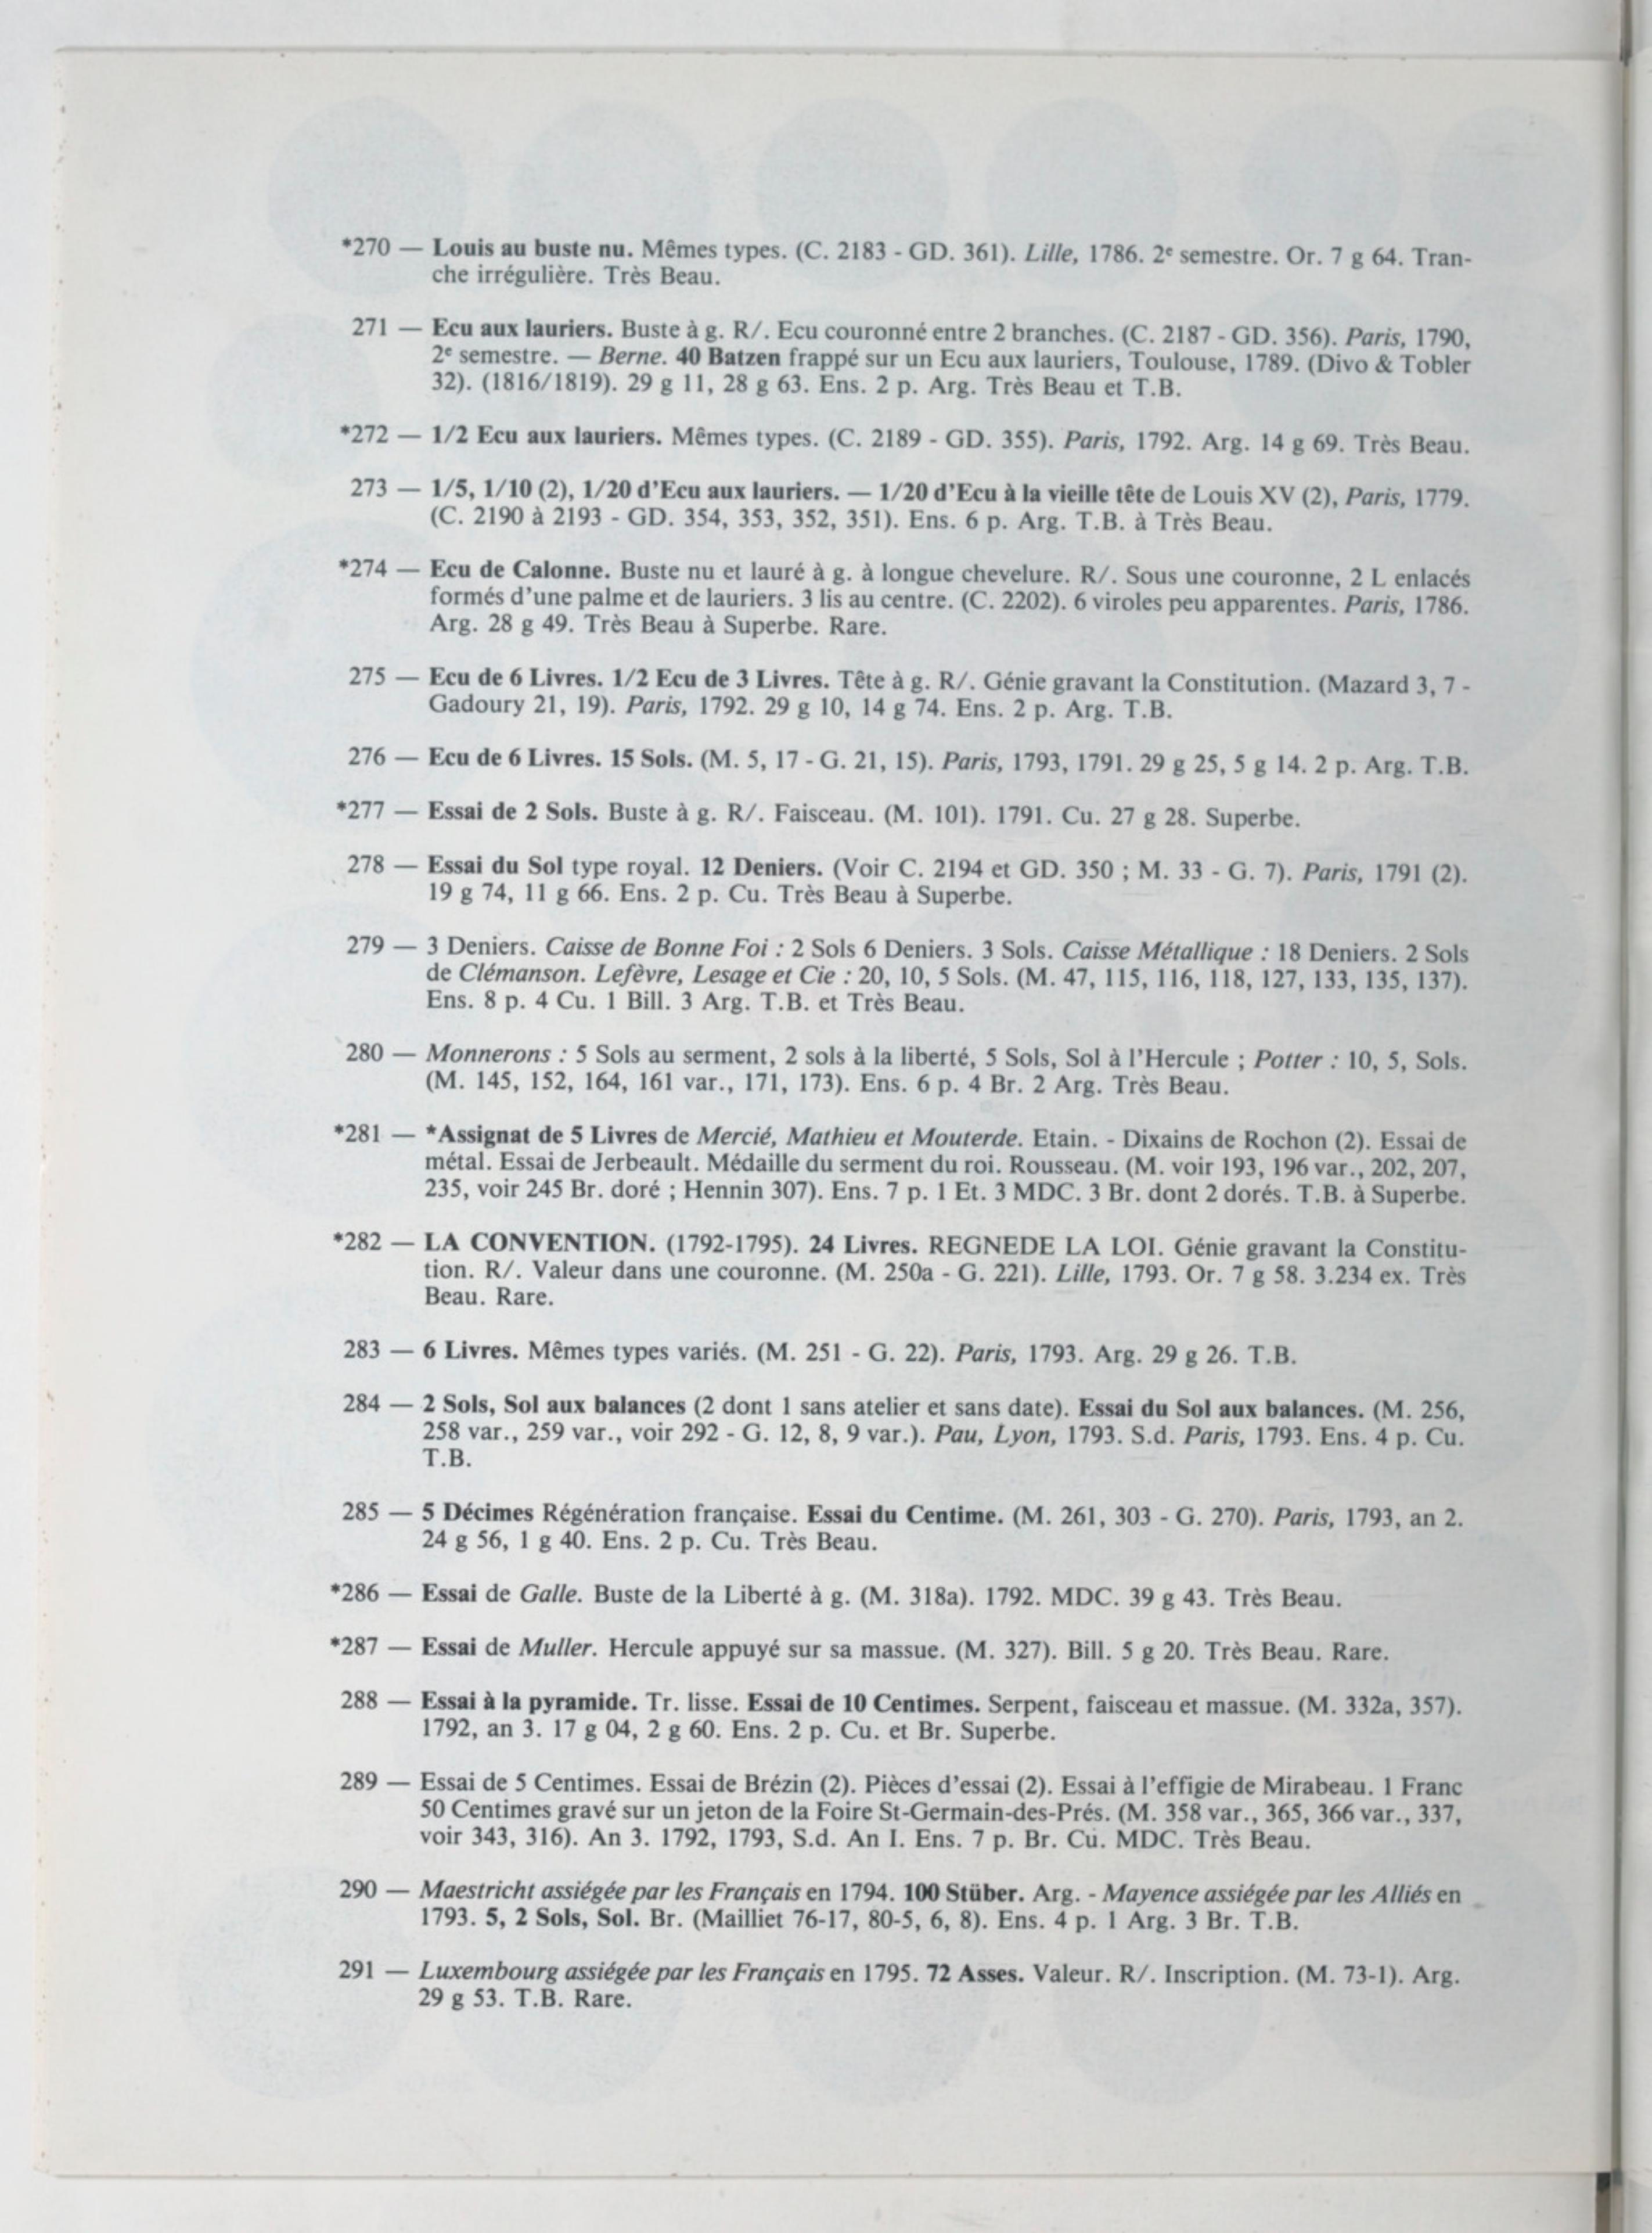 *270 — Louis au buste nu. Mêmes types. (C. 2183 - GD. 361). Lille, 1786. 2e semestre. Or. 7 g 64. Tran-
che irrégulière. Très Beau.
271 — Ecu aux lauriers. Buste à g. R/. Ecu couronné entre 2 branches. (C. 2187 - GD. 356). Paris, 1790,
2e semestre. — Berne. 40 Batzen frappé sur un Ecu aux lauriers, Toulouse, 1789. (Divo & Tobler
32). (1816/1819). 29 g 11, 28 g 63. Ens. 2 p. Arg. Très Beau et T.B.
*272 — 1/2 Ecu aux lauriers. Mêmes types. (C. 2189 - GD. 355). Paris, 1792. Arg. 14 g 69. Très Beau.
273 — 1/5, 1/10 (2), 1/20 d'Ecu aux lauriers. — 1/20 d'Ecu à la vieille tête de Louis XV (2), Paris, 1779.
(C. 2190 à 2193 - GD. 354, 353, 352, 351). Ens. 6 p. Arg. T.B. à Très Beau.
*274 — Ecu de Calonne. Buste nu et lauré à g. à longue chevelure. R/. Sous une couronne, 2 L enlacés
formés d'une palme et de lauriers. 3 lis au centre. (C. 2202). 6 viroles peu apparentes. Paris, 1786.
Arg. 28 g 49. Très Beau à Superbe. Rare.
275 — Ecu de 6 Livres. 1/2 Ecu de 3 Livres. Tête à g. R/. Génie gravant la Constitution. (Mazard 3, 7 -
Gadoury 21, 19). Paris, 1792. 29 g 10, 14 g 74. Ens. 2 p. Arg. T.B.
276 — Ecu de 6 Livres. 15 Sols. (M. 5, 17 - G. 21, 15). Paris, 1793, 1791. 29 g 25, 5 g 14. 2 p. Arg. T.B.
*277 — Essai de 2 Sols. Buste à g. R/. Faisceau. (M. 101). 1791. Cu. 27 g 28. Superbe.
278 — Essai du Sol type royal. 12 Deniers. (Voir C. 2194 et GD. 350 ; M. 33 - G. 7). Paris, 1791 (2).
19 g 74, 11 g 66. Ens. 2 p. Cu. Très Beau à Superbe.
279 — 3 Deniers. Caisse de Bonne Foi : 2 Sols 6 Deniers. 3 Sols. Caisse Métallique : 18 Deniers. 2 Sols
de Clémanson. Lefèvre, Lesage et Cie : 20, 10, 5 Sols. (M. 47, 115, 116, 118, 127, 133, 135, 137).
Ens. 8 p. 4 Cu. 1 Bill. 3 Arg. T.B. et Très Beau.
280 — Monnerons : 5 Sols au serment, 2 sols à la liberté, 5 Sols, Sol à l'Hercule ; Potter : 10, 5, Sols.
(M. 145, 152, 164, 161 var., 171, 173). Ens. 6 p. 4 Br. 2 Arg. Très Beau.
*281 — *Assignat de 5 Livres de Mercié, Mathieu et Mouterde. Etain. - Dixains de Rochon (2). Essai de
métal. Essai de Jerbeault. Médaille du serment du roi. Rousseau. (M. voir 193, 196 var., 202, 207,
235, voir 245 Br. doré ; Hennin 307). Ens. 7 p. 1 Et. 3 MDC. 3 Br. dont 2 dorés. T.B. à Superbe.
*282 — LA CONVENTION. (1792-1795). 24 Livres. REGNEDE LA LOI. Génie gravant la Constitu-
tion. R/. Valeur dans une couronne. (M. 250a - G. 221). Lille, 1793. Or. 7 g 58. 3.234 ex. Très
Beau. Rare.
283 — 6 Livres. Mêmes types variés. (M. 251 - G. 22). Paris, 1793. Arg. 29 g 26. T.B.
284 — 2 Sols, Sol aux balances (2 dont 1 sans atelier et sans date). Essai du Sol aux balances. (M. 256,
258 var., 259 var., voir 292 - G. 12, 8, 9 var.). Pau, Lyon, 1793. S.d. Paris, 1793. Ens. 4 p. Cu.
T.B.
285 — 5 Décimes Régénération française. Essai du Centime. (M. 261, 303 - G. 270). Paris, 1793, an 2.
24 g 56, 1 g 40. Ens. 2 p. Cu. Très Beau.
*286 — Essai de Galle. Buste de la Liberté à g. (M. 318a). 1792. MDC. 39 g 43. Très Beau.
*287 — Essai de Muller. Hercule appuyé sur sa massue. (M. 327). Bill. 5 g 20. Très Beau. Rare.
288 — Essai à la pyramide. Tr. lisse. Essai de 10 Centimes. Serpent, faisceau et massue. (M. 332a, 357).
1792, an 3. 17 g 04, 2 g 60. Ens. 2 p. Cu. et Br. Superbe.
289 — Essai de 5 Centimes. Essai de Brézin (2). Pièces d'essai (2). Essai à l'effigie de Mirabeau. 1 Franc
50 Centimes gravé sur un jeton de la Foire St-Germain-des-Prés. (M. 358 var., 365, 366 var., 337,
voir 343, 316). An 3. 1792, 1793, S.d. An I. Ens. 7 p. Br. Cu. MDC. Très Beau.
290 — Maestricht assiégée par les Français en 1794. 100 Stüber. Arg. - Mayence assiégée par les Alliés en
1793. 5, 2 Sols, Sol. Br. (Mailliet 76-17, 80-5, 6, 8). Ens. 4 p. 1 Arg. 3 Br. T.B.
291 — Luxembourg assiégée par les Français en 1795. 72 Asses. Valeur. R/. Inscription. (M. 73-1). Arg.
29 g 53. T.B. Rare.